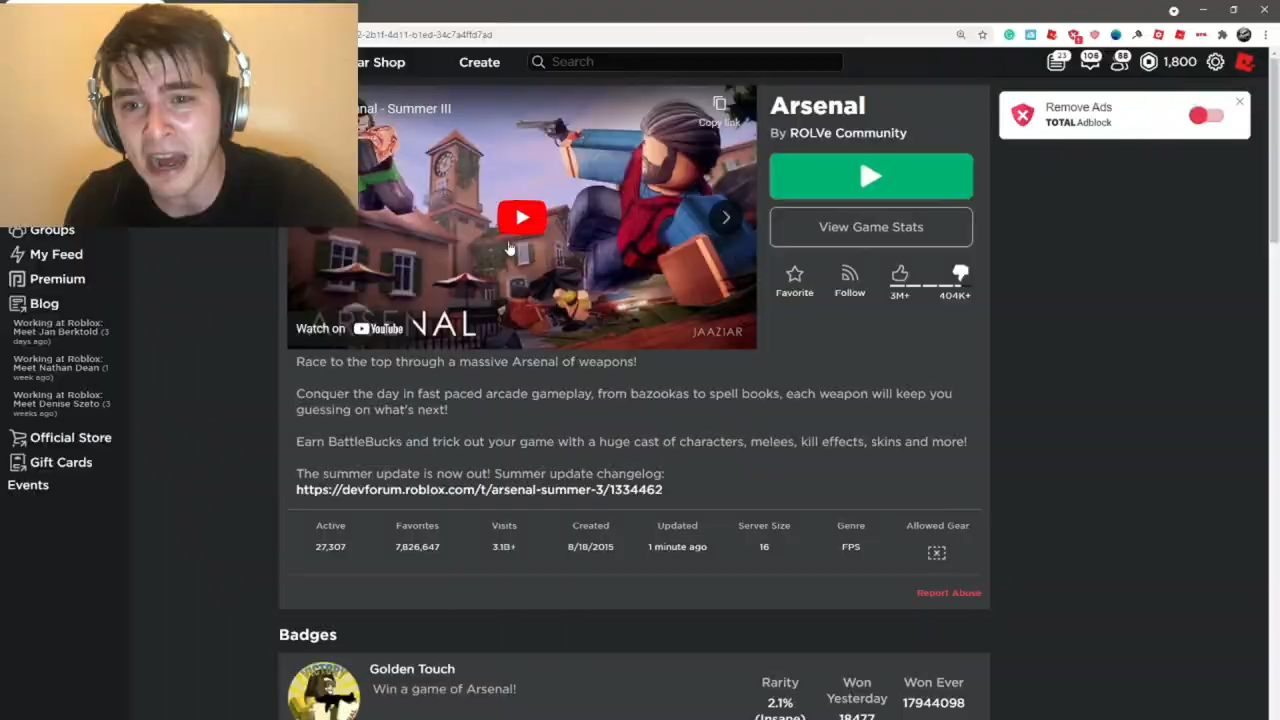 2-2b1f-4d11-b1ed-34c7a4ffd7ad
ar Shop
Create
Search
23
106
88
1,800
nal - Summer III
Copy link
Watch on YouTube
ARSENAL
JAAZIAR
Arsenal
By ROLVe Community
View Game Stats
Favorite
Follow
3M+
404K+
Remove Ads
TOTAL Adblock
Groups
My Feed
Premium
Blog
Working at Roblox:
Meet Jan Berktold (3
days ago)
Working at Roblox:
Meet Nathan Dean (1
week ago)
Working at Roblox:
Meet Denise Szeto (3
weeks ago)
Official Store
Gift Cards
Events
Race to the top through a massive Arsenal of weapons!
Conquer the day in fast paced arcade gameplay, from bazookas to spell books, each weapon will keep you
guessing on what's next!
Earn BattleBucks and trick out your game with a huge cast of characters, melees, kill effects, skins and more!
The summer update is now out! Summer update changelog:
https://devforum.roblox.com/t/arsenal-summer-3/1334462
Active Favorites Visits Created Updated Server Size Genre Allowed Gear
27,307 7,826,647 3.1B+ 8/18/2015 1 minute ago 16 FPS
Report Abuse
Badges
Golden Touch
Win a game of Arsenal!
Rarity
2.1%
(Insane)
Won
Yesterday
18477
Won Ever
17944098